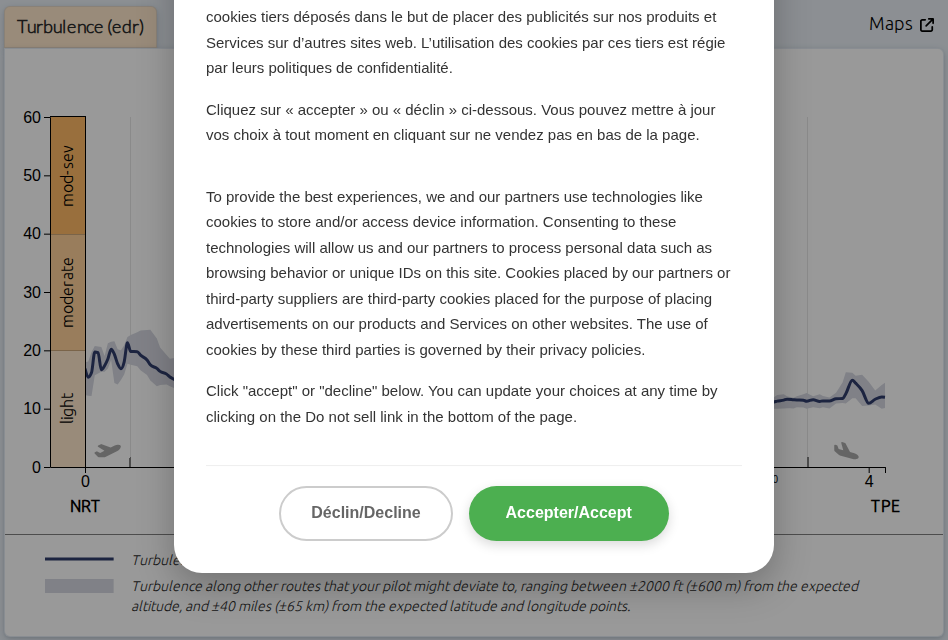 Turbulence (edr)
Maps
cookies tiers déposés dans le but de placer des publicités sur nos produits et
Services sur d’autres sites web. L’utilisation des cookies par ces tiers est régie
par leurs politiques de confidentialité.
Cliquez sur « accepter » ou « déclin » ci-dessous. Vous pouvez mettre à jour
vos choix à tout moment en cliquant sur ne vendez pas en bas de la page.
To provide the best experiences, we and our partners use technologies like
cookies to store and/or access device information. Consenting to these
technologies will allow us and our partners to process personal data such as
browsing behavior or unique IDs on this site. Cookies placed by our partners or
third-party suppliers are third-party cookies placed for the purpose of placing
advertisements on our products and Services on other websites. The use of
cookies by these third parties is governed by their privacy policies.
Click "accept" or "decline" below. You can update your choices at any time by
clicking on the Do not sell link in the bottom of the page.
Déclin/Decline
Accepter/Accept
60
50
40
30
20
10
0
mod-sev
moderate
light
0
4
NRT
TPE
Turbulence along other routes that your pilot might deviate to, ranging between ±2000 ft (±600 m) from the expected
altitude, and ±40 miles (±65 km) from the expected latitude and longitude points.